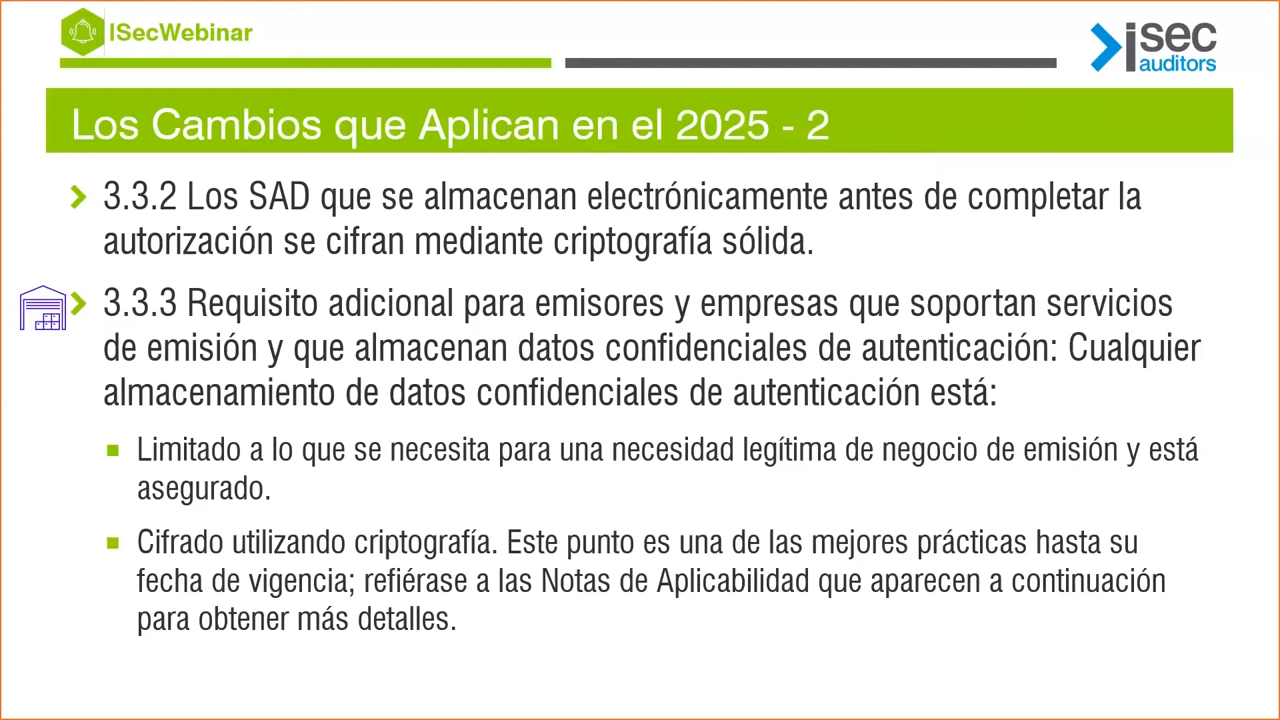 ISecWebinar
isec
auditors
Los Cambios que Aplican en el 2025 - 2
3.3.2 Los SAD que se almacenan electrónicamente antes de completar la
autorización se cifran mediante criptografía sólida.
3.3.3 Requisito adicional para emisores y empresas que soportan servicios
de emisión y que almacenan datos confidenciales de autenticación: Cualquier
almacenamiento de datos confidenciales de autenticación está:
Limitado a lo que se necesita para una necesidad legítima de negocio de emisión y está
asegurado.
Cifrado utilizando criptografía. Este punto es una de las mejores prácticas hasta su
fecha de vigencia; refiérase a las Notas de Aplicabilidad que aparecen a continuación
para obtener más detalles.